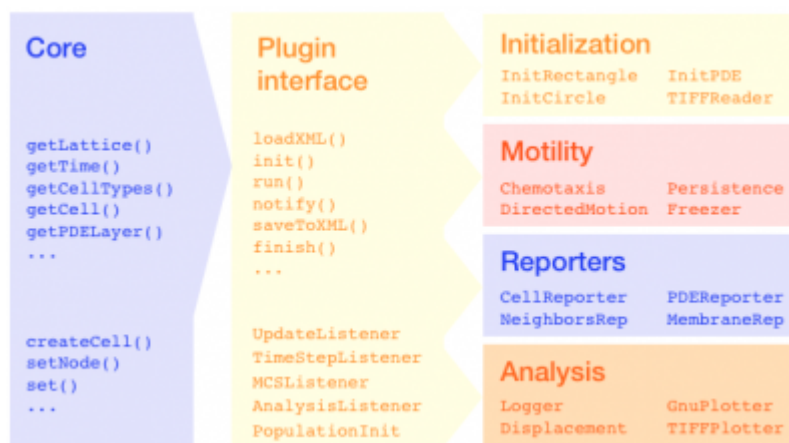 Core
getLattice()
getTime()
getCellTypes()
getCell()
getPDELayer()
...
createCell()
setNode()
set()
...
Plugin
interface
loadXML()
init()
run()
notify()
saveToXML()
finish()
...
UpdateListener
TimeStepListener
MCSListener
AnalysisListener
PopulationInit
Initialization
InitRectangle InitPDE
InitCircle TIFFReader
Motility
Chemotaxis Persistence
DirectedMotion Freezer
Reporters
CellReporter PDEReporter
NeighborsRep MembraneRep
Analysis
Logger GnuPlotter
Displacement TIFFPlotter